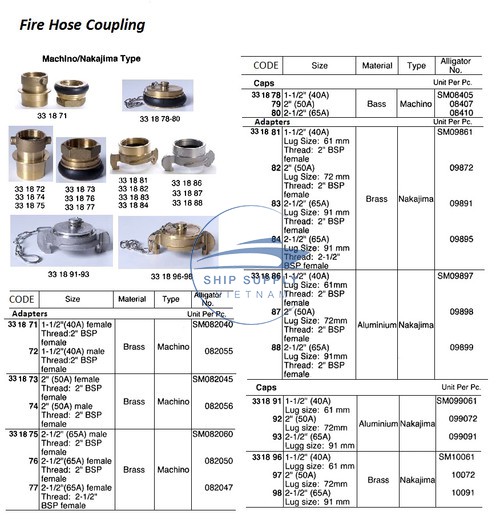 Fire Hose Coupling
Machino/Nakajima Type
33 18 71
33 18 78-80
33 18 72
33 18 74
33 18 75
33 18 73
33 18 76
33 18 77
33 18 81
33 18 82
33 18 83
33 18 84
33 18 86
33 18 87
33 18 88
33 18 91-93
33 18 96-98
SHIP SUPPLY
VIETNAM
CODE Size Material Type Alligator No.
Adapters Unit Per Pc.
33 18 71 1-1/2"(40A) female SM082040
Thread:2" BSP
female
72 1-1/2"(40A) male Brass Machino 082055
Thread:2" BSP
female
33 18 73 2" (50A) female SM082045
Thread: 2" BSP
female Brass Machino
74 2" (50A) male 082056
Thread: 2" BSP
female
33 18 75 2-1/2" (65A) male SM082060
Thread: 2" BSP
female
76 2-1/2" (65A) female 082050
Thread: 2" BSP Brass Machino
female
77 2-1/2"(65A) female 082047
Thread: 2-1/2"
BSP female
CODE Size Material Type Alligator No.
Caps Unit Per Pc.
33 18 78 1-1/2" (40A) SM08405
79 2" (50A) Bass Machino 08407
80 2-1/2" (65A) 08410
Adapters Unit Per Pc.
33 18 81 1-1/2" (40A) SM09861
Lug Size: 61 mm
Thread: 2" BSP
female
82 2" (50A) 09872
Lug Size: 72 mm
Thread: 2" BSP
female Brass Nakajima
83 2-1/2" (65A) 09891
Lug Size: 91 mm
Thread: 2" BSP
female
84 2-1/2" (65A) 09895
Lug Size: 91 mm
Thread: 2-1/2"
BSP female
33 18 86 1-1/2" (40A) SM09897
Lug Size: 61mm
Thread: 2" BSP
female
87 2" (50A) 09898
Lug Size: 72mm Aluminium Nakajima
Thread: 2" BSP
female
88 2-1/2" (65A) 09899
Lugg Size: 91mm
Thread: 2" BSP
female
Caps Unit Per Pc.
33 18 91 1-1/2" (40A) SM099061
Lug size: 61 mm
92 2" (50A) Aluminium Nakajima 099072
Lug size: 72mm
93 2-1/2" (65A) 099091
Lugg size: 91 mm
33 18 96 1-1/2" (40A) SM10061
Lugg size: 61 mm
97 2" (50A) Brass Nakajima 10072
Lug size: 72mm
98 2-1/2" (65A) 10091
Lug size: 91 mm